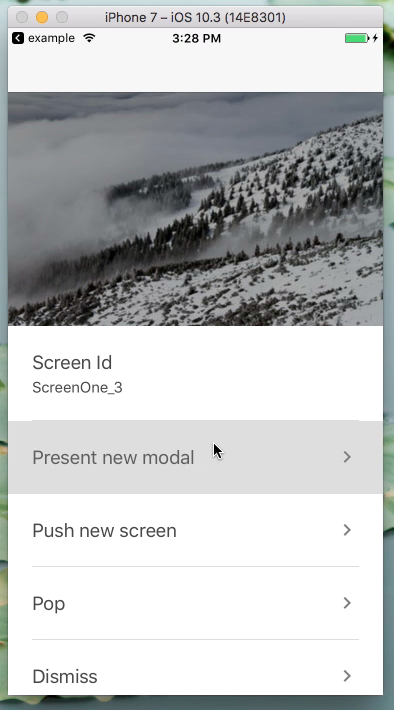 iPhone 7 – iOS 10.3 (14E8301)
example 3:28 PM
Screen Id
ScreenOne_3
Present new modal
Push new screen
Pop
Dismiss